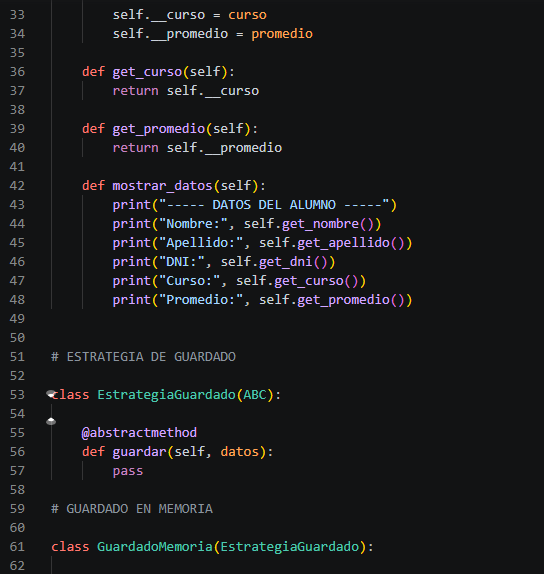 33 self.__curso = curso
34 self.__promedio = promedio
35
36 def get_curso(self):
37 return self.__curso
38
39 def get_promedio(self):
40 return self.__promedio
41
42 def mostrar_datos(self):
43 print("----- DATOS DEL ALUMNO -----")
44 print("Nombre:", self.get_nombre())
45 print("Apellido:", self.get_apellido())
46 print("DNI:", self.get_dni())
47 print("Curso:", self.get_curso())
48 print("Promedio:", self.get_promedio())
49
50
51 # ESTRATEGIA DE GUARDADO
52
53 class EstrategiaGuardado(ABC):
54
55 @abstractmethod
56 def guardar(self, datos):
57 pass
58
59 # GUARDADO EN MEMORIA
60
61 class GuardadoMemoria(EstrategiaGuardado):
62